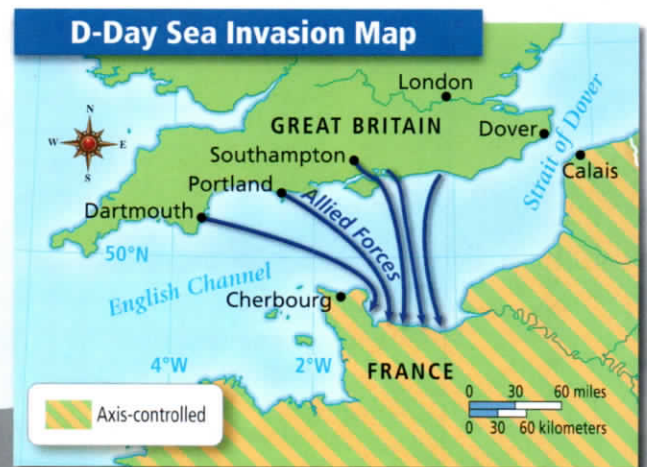 D-Day Sea Invasion Map
London
N
W E
S
GREAT BRITAIN
Dover
Strait of Dover
Southampton
Calais
Portland
Dartmouth
Allied Forces
50°N
English Channel
Cherbourg
4°W
2°W
FRANCE
Axis-controlled
0 30 60 miles
0 30 60 kilometers